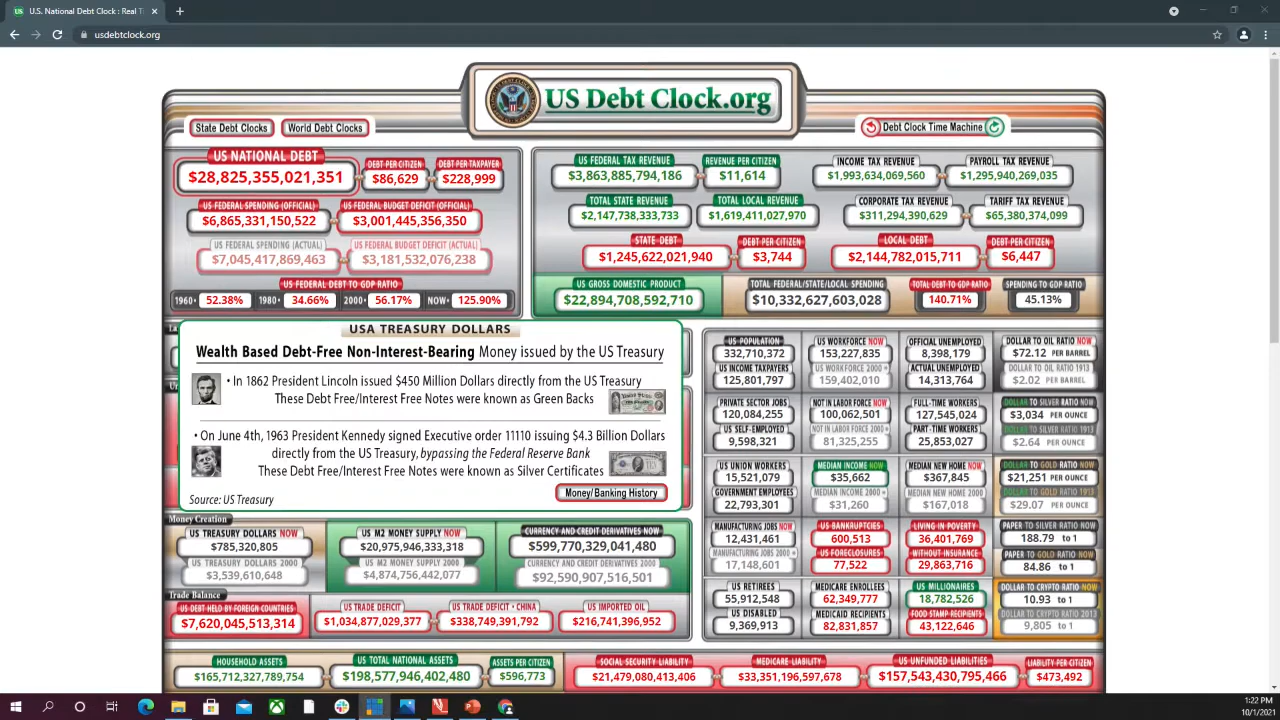 U.S. National Debt Clock : Real Ti
usdebtclock.org
US Debt Clock.org
State Debt Clocks
World Debt Clocks
Debt Clock Time Machine
US NATIONAL DEBT
$28,825,355,021,351
DEBT PER CITIZEN
$86,629
DEBT PER TAXPAYER
$228,999
US FEDERAL SPENDING (OFFICIAL)
$6,865,331,150,522
US FEDERAL BUDGET DEFICIT (OFFICIAL)
$3,001,445,356,350
US FEDERAL SPENDING (ACTUAL)
$7,045,417,869,463
US FEDERAL BUDGET DEFICIT (ACTUAL)
$3,181,532,076,238
US FEDERAL DEBT TO GDP RATIO
1960• 52.38%
1980• 34.66%
2000• 56.17%
NOW• 125.90%
US FEDERAL TAX REVENUE
$3,863,885,794,186
REVENUE PER CITIZEN
$11,614
INCOME TAX REVENUE
$1,993,634,069,560
PAYROLL TAX REVENUE
$1,295,940,269,035
TOTAL STATE REVENUE
$2,147,738,333,733
TOTAL LOCAL REVENUE
$1,619,411,027,970
CORPORATE TAX REVENUE
$311,294,390,629
TARIFF TAX REVENUE
$65,380,374,099
STATE DEBT
$1,245,622,021,940
DEBT PER CITIZEN
$3,744
LOCAL DEBT
$2,144,782,015,711
DEBT PER CITIZEN
$6,447
US GROSS DOMESTIC PRODUCT
$22,894,708,592,710
TOTAL FEDERAL/STATE/LOCAL SPENDING
$10,332,627,603,028
TOTAL DEBT TO GDP RATIO
140.71%
SPENDING TO GDP RATIO
45.13%
USA TREASURY DOLLARS
Wealth Based Debt-Free Non-Interest-Bearing Money issued by the US Treasury
• In 1862 President Lincoln issued $450 Million Dollars directly from the US Treasury
These Debt Free/Interest Free Notes were known as Green Backs
• On June 4th, 1963 President Kennedy signed Executive order 11110 issuing $4.3 Billion Dollars
directly from the US Treasury, bypassing the Federal Reserve Bank
These Debt Free/Interest Free Notes were known as Silver Certificates
Source: US Treasury
Money/Banking History
US POPULATION
332,710,372
US WORKFORCE NOW
153,227,835
OFFICIAL UNEMPLOYED
8,398,179
DOLLAR TO OIL RATIO NOW
$72.12 PER BARREL
US INCOME TAXPAYERS
125,801,797
US WORKFORCE 2000
159,402,010
ACTUAL UNEMPLOYED
14,313,764
DOLLAR TO OIL RATIO 1913
$2.02 PER BARREL
PRIVATE SECTOR JOBS
120,084,255
NOT IN LABOR FORCE NOW
100,062,501
FULL-TIME WORKERS
127,545,024
DOLLAR TO SILVER RATIO NOW
$3,034 PER OUNCE
US SELF-EMPLOYED
9,598,321
NOT IN LABOR FORCE 2000
81,325,255
PART-TIME WORKERS
25,853,027
DOLLAR TO SILVER RATIO 1913
$2.64 PER OUNCE
US UNION WORKERS
15,521,079
MEDIAN INCOME NOW
$35,662
MEDIAN NEW HOME NOW
$367,845
DOLLAR TO GOLD RATIO NOW
$21,251 PER OUNCE
GOVERNMENT EMPLOYEES
22,793,301
MEDIAN INCOME 2000
$31,260
MEDIAN NEW HOME 2000
$167,018
DOLLAR TO GOLD RATIO 1913
$29.07 PER OUNCE
MANUFACTURING JOBS NOW
12,431,461
US BANKRUPTCIES
600,513
LIVING IN POVERTY
36,401,769
PAPER TO SILVER RATIO NOW
188.79 to 1
MANUFACTURING JOBS 2000
17,148,601
US FORECLOSURES
77,522
WITHOUT INSURANCE
29,863,716
PAPER TO GOLD RATIO NOW
84.86 to 1
US RETIREES
55,912,548
MEDICARE ENROLLEES
62,349,777
US MILLIONAIRES
18,782,526
DOLLAR TO CRYPTO RATIO NOW
10.93 to 1
US DISABLED
9,369,913
MEDICAID RECIPIENTS
82,831,857
FOOD STAMP RECIPIENTS
43,122,646
DOLLAR TO CRYPTO RATIO 2013
9,805 to 1
Money Creation
US TREASURY DOLLARS NOW
$785,320,805
US M2 MONEY SUPPLY NOW
$20,975,946,333,318
CURRENCY AND CREDIT DERIVATIVES NOW
$599,770,329,041,480
US TREASURY DOLLARS 2000
$3,539,610,648
US M2 MONEY SUPPLY 2000
$4,874,756,442,077
CURRENCY AND CREDIT DERIVATIVES 2000
$92,590,907,516,501
Trade Balance
US DEBT HELD BY FOREIGN COUNTRIES
$7,620,045,513,314
US TRADE DEFICIT
$1,034,877,029,377
US TRADE DEFICIT • CHINA
$338,749,391,792
US IMPORTED OIL
$216,741,396,952
HOUSEHOLD ASSETS
$165,712,327,789,754
US TOTAL NATIONAL ASSETS
$198,577,946,402,480
ASSETS PER CITIZEN
$596,773
SOCIAL SECURITY LIABILITY
$21,479,080,413,406
MEDICARE LIABILITY
$33,351,196,597,678
US UNFUNDED LIABILITIES
$157,543,430,795,466
LIABILITY PER CITIZEN
$473,492
1:22 PM
10/1/2021